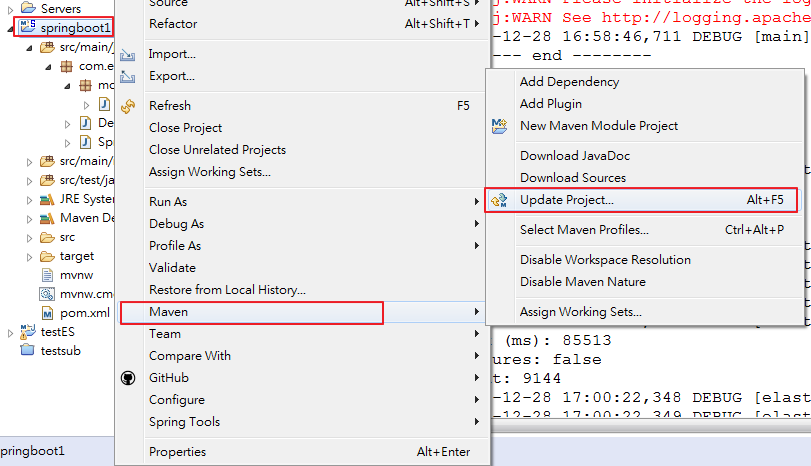 Servers
springboot1
src/main/
com.e
mo
De
Sp
src/main/
src/test/ja
JRE System
Maven De
src
target
mvnw
mvnw.cmd
pom.xml
testES
testsub
pringboot1
Source Alt+Shift+S
Refactor Alt+Shift+T
Import...
Export...
Refresh F5
Close Project
Close Unrelated Projects
Assign Working Sets...
Run As
Debug As
Profile As
Validate
Restore from Local History...
Maven
Team
Compare With
GitHub
Configure
Spring Tools
Properties Alt+Enter
Add Dependency
Add Plugin
New Maven Module Project
Download JavaDoc
Download Sources
Update Project... Alt+F5
Select Maven Profiles... Ctrl+Alt+P
Disable Workspace Resolution
Disable Maven Nature
Assign Working Sets...
j:WARN Please initialize the log
j:WARN See http://logging.apache
-12-28 16:58:46,711 DEBUG [main]
--- end --------
(ms): 85513
ures: false
t: 9144
-12-28 17:00:22,348 DEBUG [elast
-12-28 17:00:22,349 DEBUG [elast